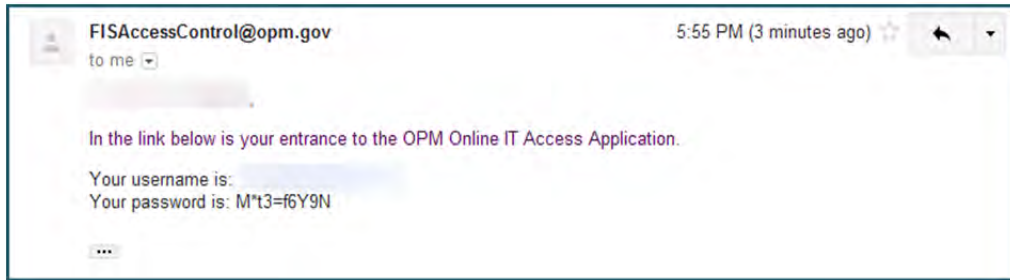 FISAccessControl@opm.gov 5:55 PM (3 minutes ago)
to me
,
In the link below is your entrance to the OPM Online IT Access Application.
Your username is:
Your password is: M*t3=f6Y9N
...